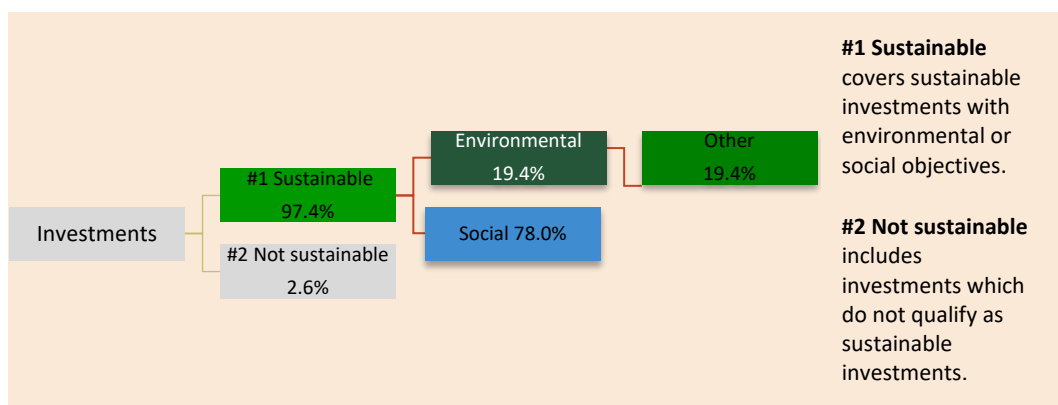 Investments
#1 Sustainable
97.4%
#2 Not sustainable
2.6%
Environmental
19.4%
Social 78.0%
Other
19.4%
#1 Sustainable
covers sustainable
investments with
environmental or
social objectives.
#2 Not sustainable
includes
investments which
do not qualify as
sustainable
investments.